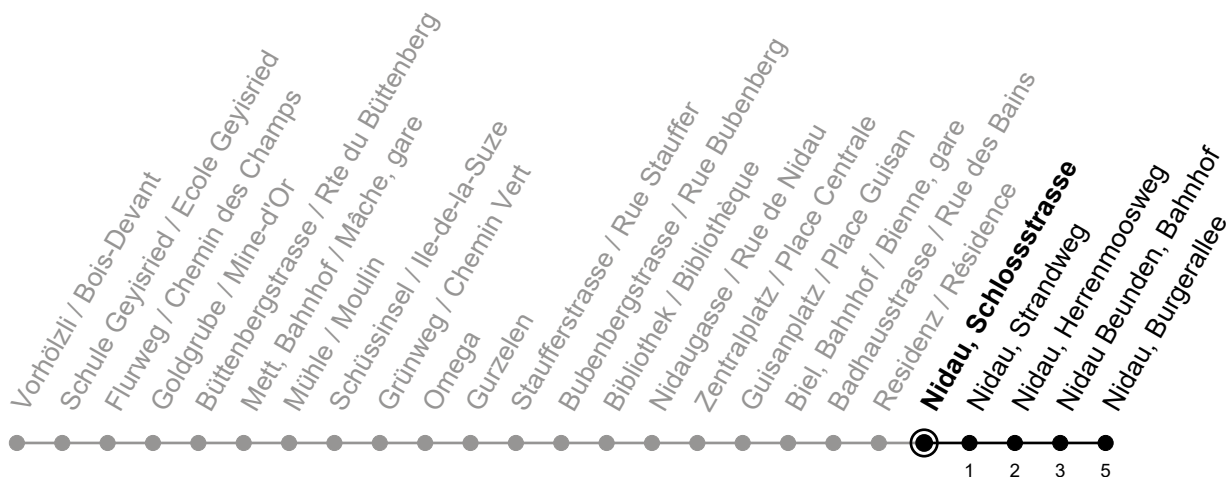 Vorhölzli / Bois-Devant
Schule Geyisried / Ecole Geyisried
Flurweg / Chemin des Champs
Goldgrube / Mine-d'Or
Büttenbergstrasse / Rte du Büttenberg
Mett, Bahnhof / Mâche, gare
Mühle / Moulin
Schüssinsel / Ile-de-la-Suze
Grünweg / Chemin Vert
Omega
Gurzelen
Staufferstrasse / Rue Stauffer
Bubenbergstrasse / Rue Bubenberg
Bibliothek / Bibliothèque
Nidaugasse / Rue de Nidau
Zentralplatz / Place Centrale
Guisanplatz / Place Guisan
Biel, Bahnhof / Bienne, gare
Badhausstrasse / Rue des Bains
Residenz / Résidence
Nidau, Schlossstrasse
Nidau, Strandweg
Nidau, Herrenmoosweg
Nidau Beunden, Bahnhof
Nidau, Burgerallee
1 2 3 5